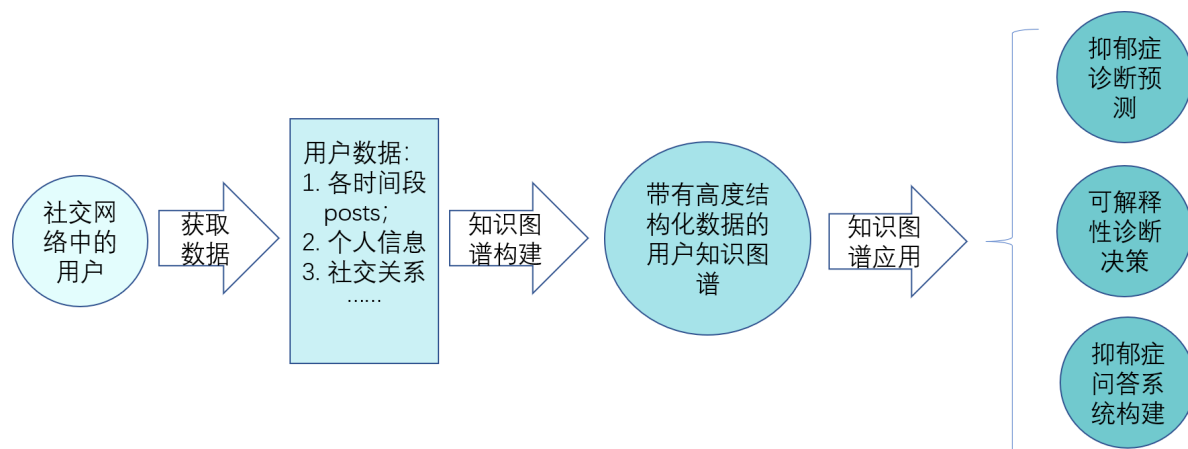 社交网
络中的
用户
获取
数据
用户数据：
1. 各时间段
posts；
2. 个人信息
3. 社交关系
……
知识图
谱构建
带有高度结
构化数据的
用户知识图
谱
知识图
谱应用
抑郁症
诊断预
测
可解释
性诊断
决策
抑郁症
问答系
统构建